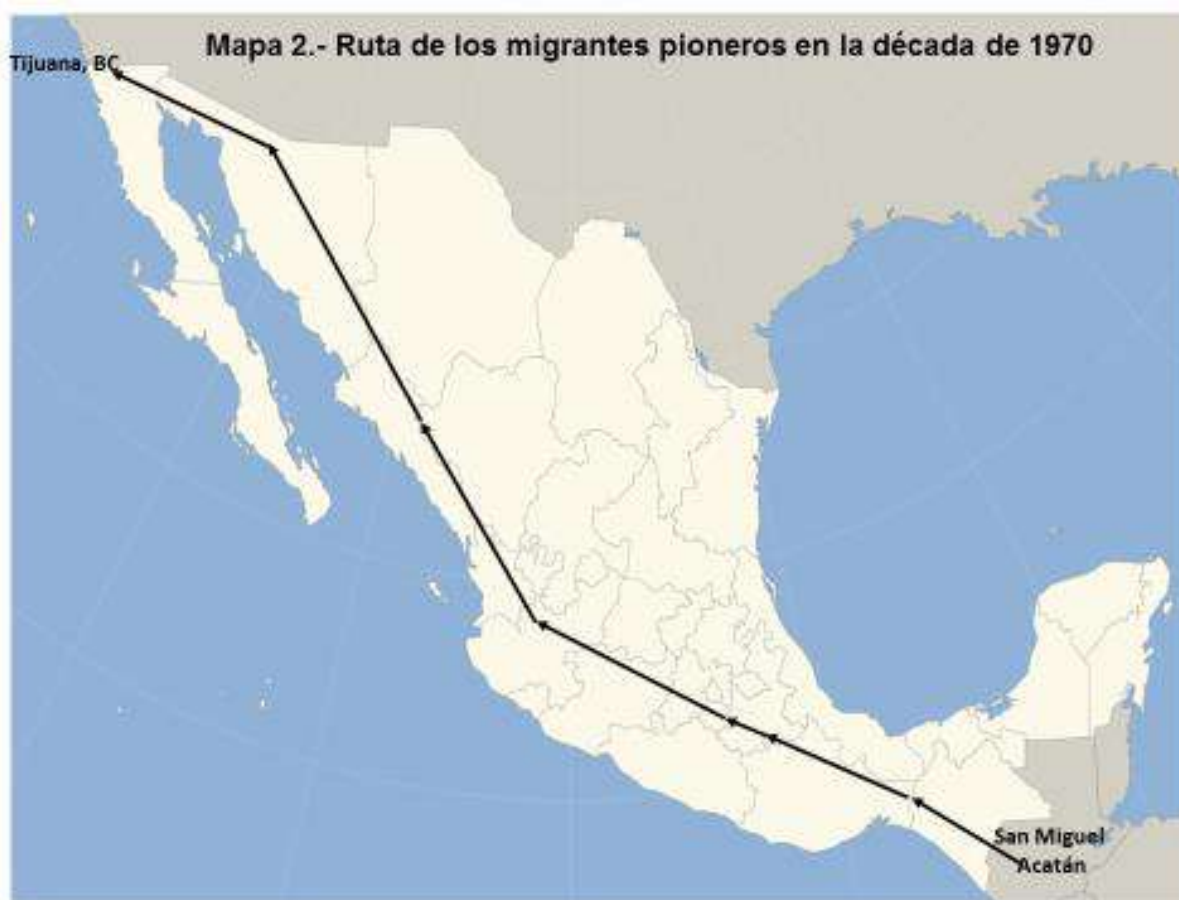 Mapa 2.- Ruta de los migrantes pioneros en la década de 1970
Tijuana, BC
San Miguel
Acatán